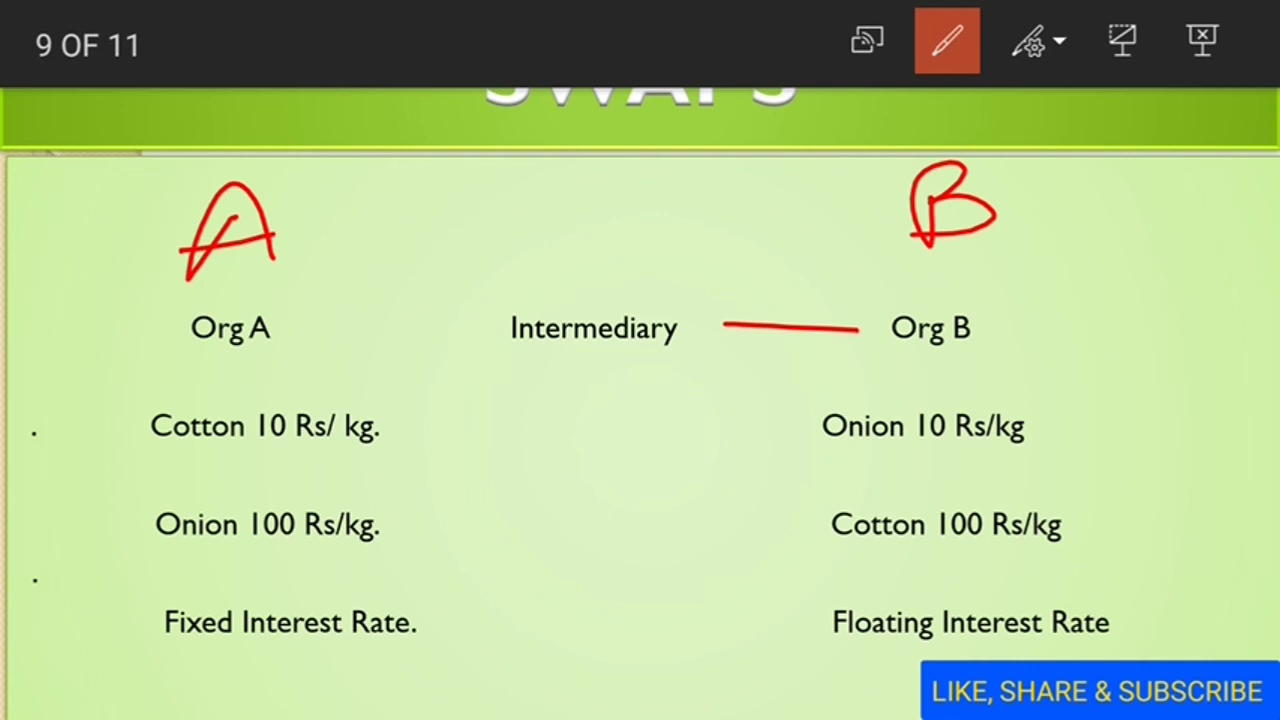 9 OF 11
SWAPS
A
B
Org A Intermediary Org B
. Cotton 10 Rs/ kg. Onion 10 Rs/kg
Onion 100 Rs/kg. Cotton 100 Rs/kg
.
Fixed Interest Rate. Floating Interest Rate
LIKE, SHARE & SUBSCRIBE